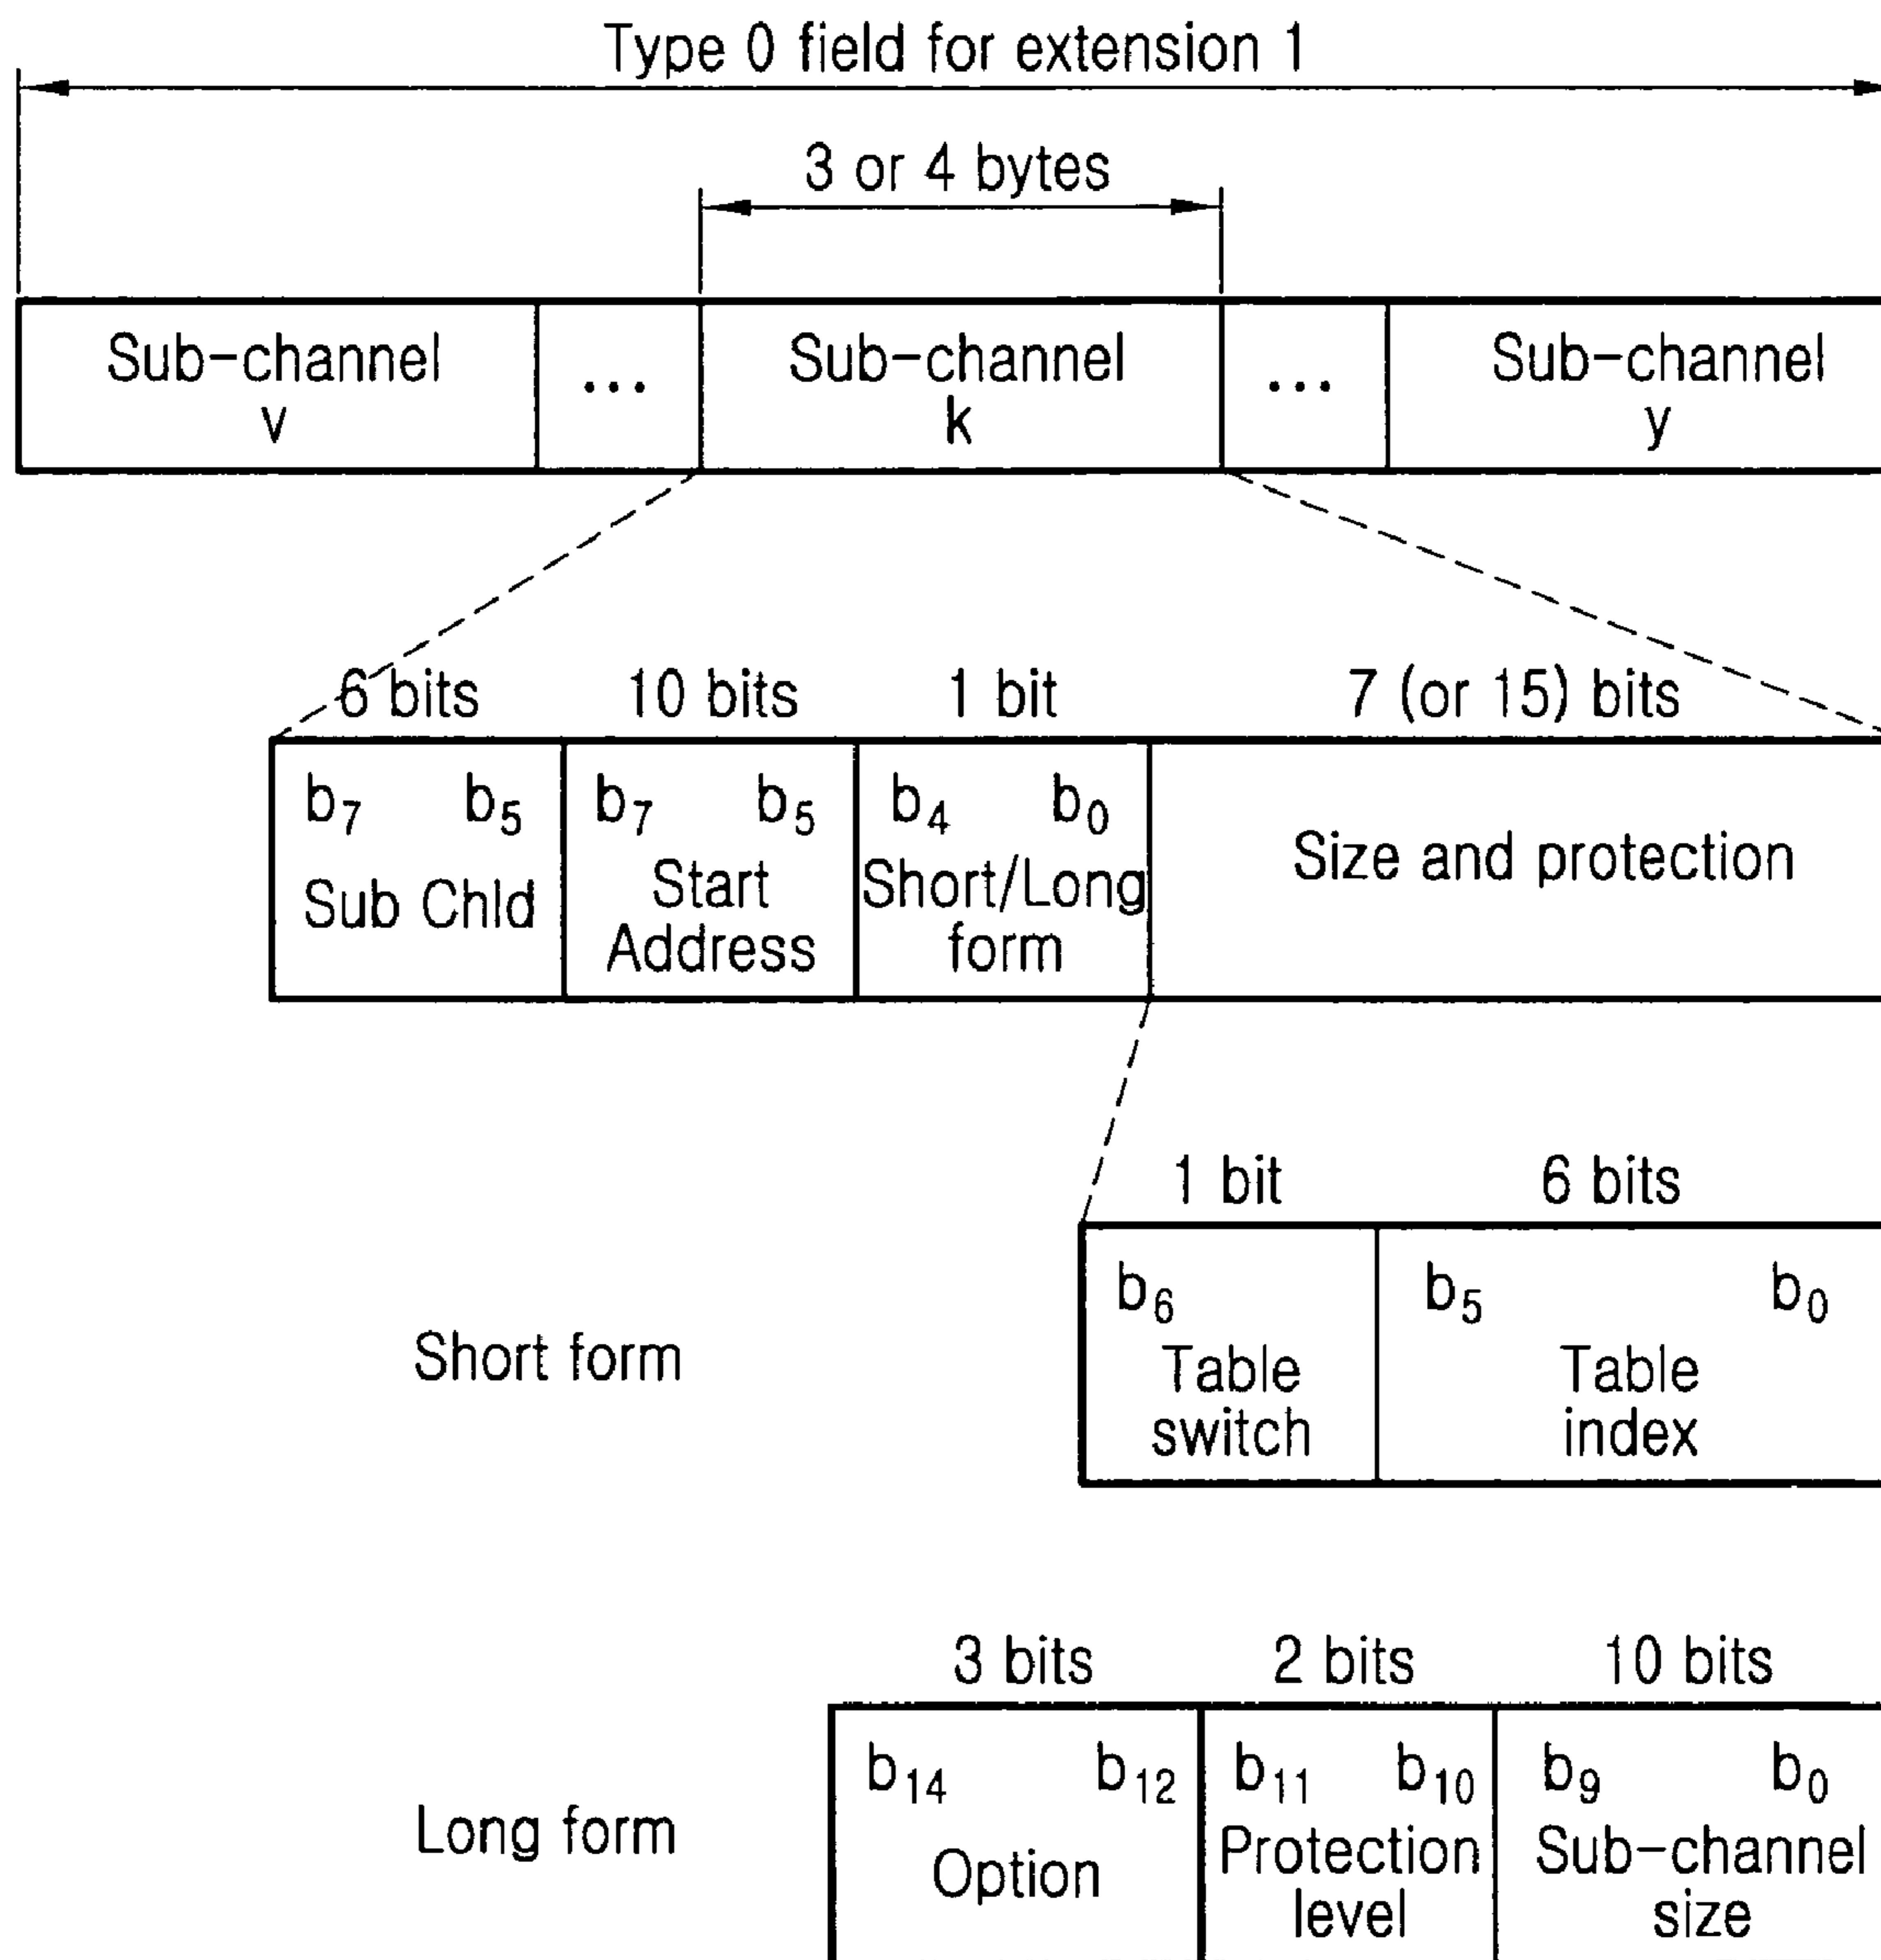 Type 0 field for extension 1
3 or 4 bytes
Sub-channel v
...
Sub-channel k
...
Sub-channel y
6 bits
10 bits
1 bit
7 (or 15) bits
b7 b5
Sub Chld
b7 b5
Start
Address
b4 b0
Short/Long
form
Size and protection
1 bit
6 bits
Short form
b6
Table
switch
b5 b0
Table
index
3 bits
2 bits
10 bits
Long form
b14 b12
Option
b11 b10
Protection
level
b9 b0
Sub-channel
size